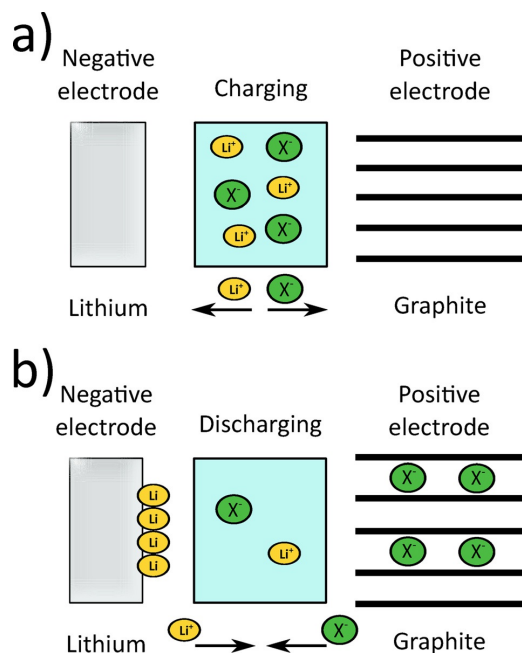 a)
Negative
electrode
Charging
Positive
electrode
Li⁺ X⁻
X⁻ Li⁺
Li⁺ X⁻
Li⁺ X⁻
Lithium
Graphite
b)
Negative
electrode
Discharging
Positive
electrode
Li
Li
Li
Li
X⁻
Li⁺
X⁻ X⁻
X⁻ X⁻
Li⁺ X⁻
Lithium
Graphite